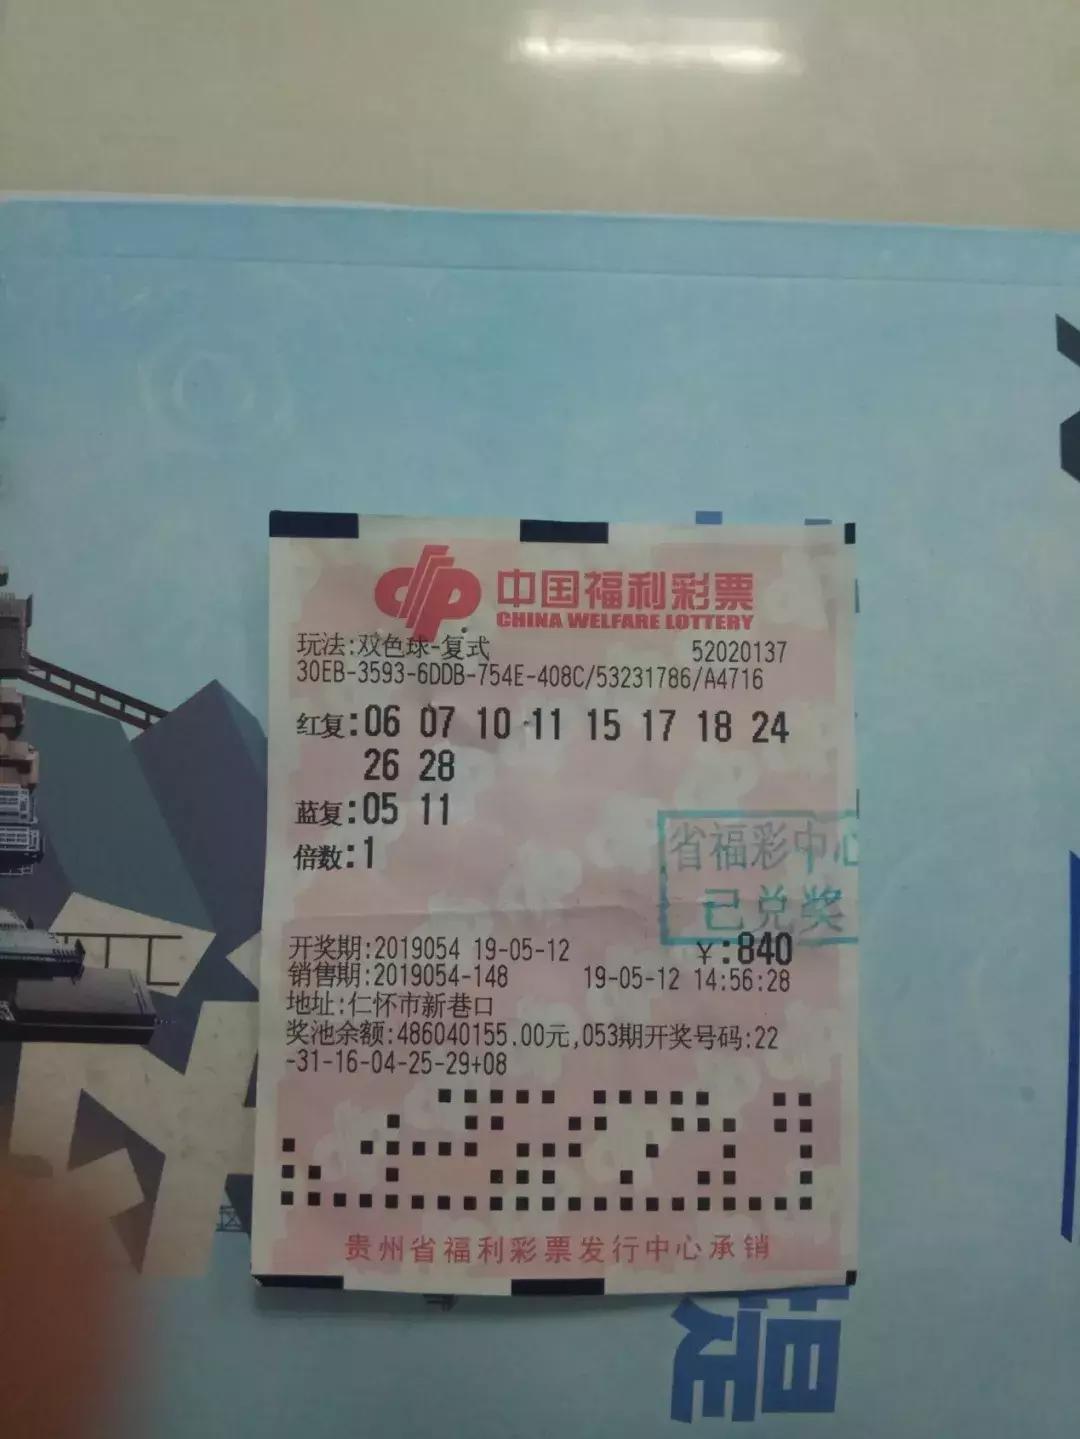 中国福利彩票
CHINA WELFARE LOTTERY
玩法:双色球-复式 52020137
30EB-3593-6DDB-754E-408C/53231786/A4716
红复:06 07 10 11 15 17 18 24
26 28
蓝复:05 11
倍数:1
省福彩中心
已兑奖
开奖期:2019054 19-05-12 ¥:840
销售期:2019054-148 19-05-12 14:56:28
地址:仁怀市新巷口
奖池余额:486040155.00元,053期开奖号码:22
-31-16-04-25-29+08
贵州省福利彩票发行中心承销